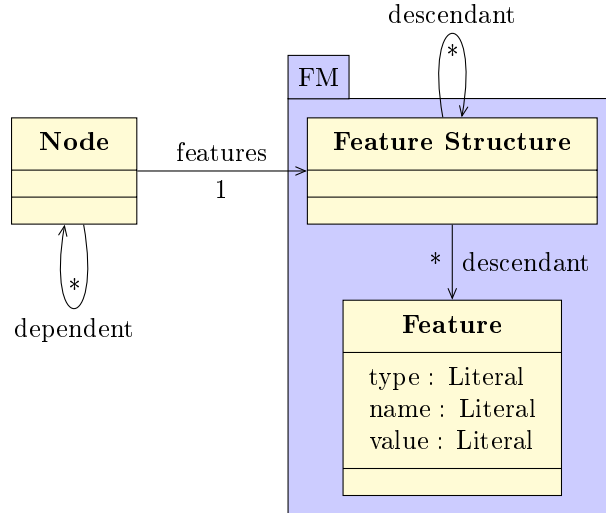 descendant
*
FM
Node
features
1
Feature Structure
*
dependent
* descendant
Feature
type : Literal
name : Literal
value : Literal